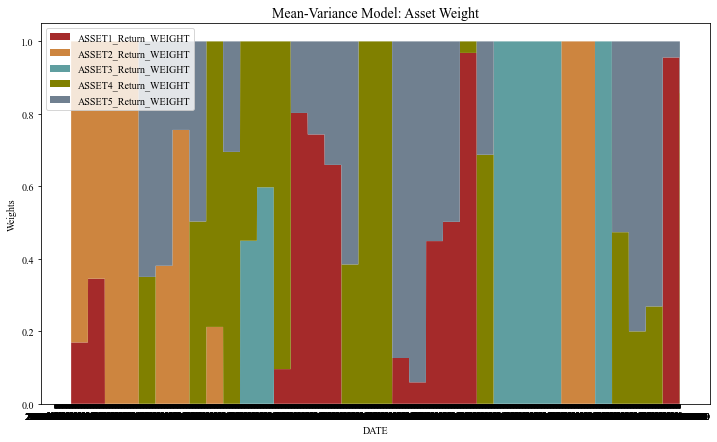 Mean-Variance Model: Asset Weight
ASSET1_Return_WEIGHT
ASSET2_Return_WEIGHT
ASSET3_Return_WEIGHT
ASSET4_Return_WEIGHT
ASSET5_Return_WEIGHT
1.0
0.8
0.6
0.4
0.2
0.0
Weights
DATE